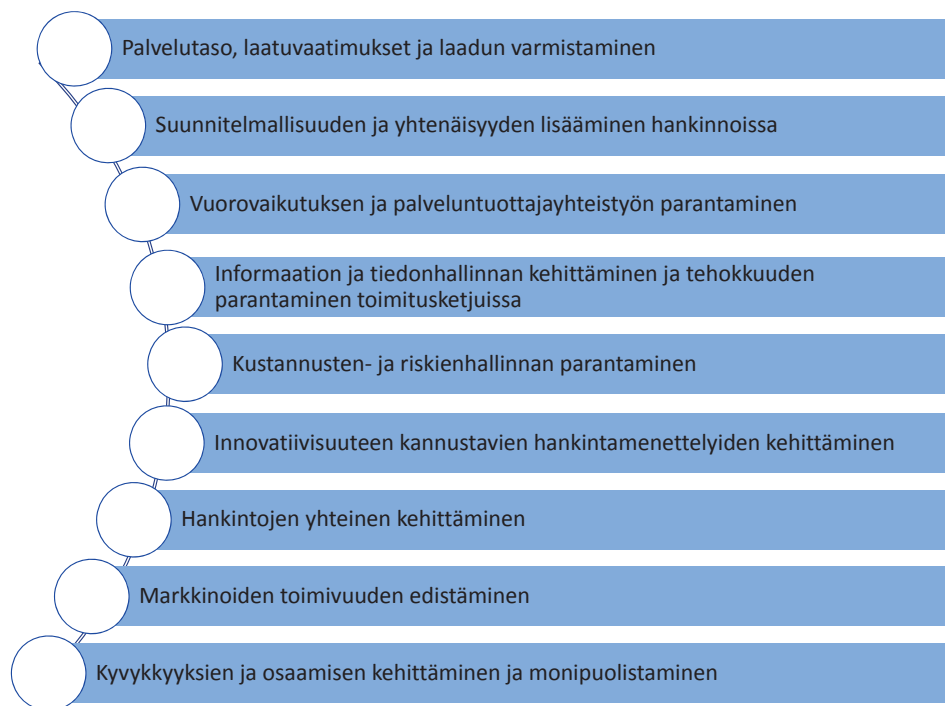 Palvelutaso, laatuvaatimukset ja laadun varmistaminen
Suunnitelmallisuuden ja yhtenäisyyden lisääminen hankinnoissa
Vuorovaikutuksen ja palveluntuottajayhteistyön parantaminen
Informaation ja tiedonhallinnan kehittäminen ja tehokkuuden
parantaminen toimitusketjuissa
Kustannusten- ja riskienhallinnan parantaminen
Innovatiivisuuteen kannustavien hankintamenettelyiden kehittäminen
Hankintojen yhteinen kehittäminen
Markkinoiden toimivuuden edistäminen
Kyvykkyyksien ja osaamisen kehittäminen ja monipuolistaminen